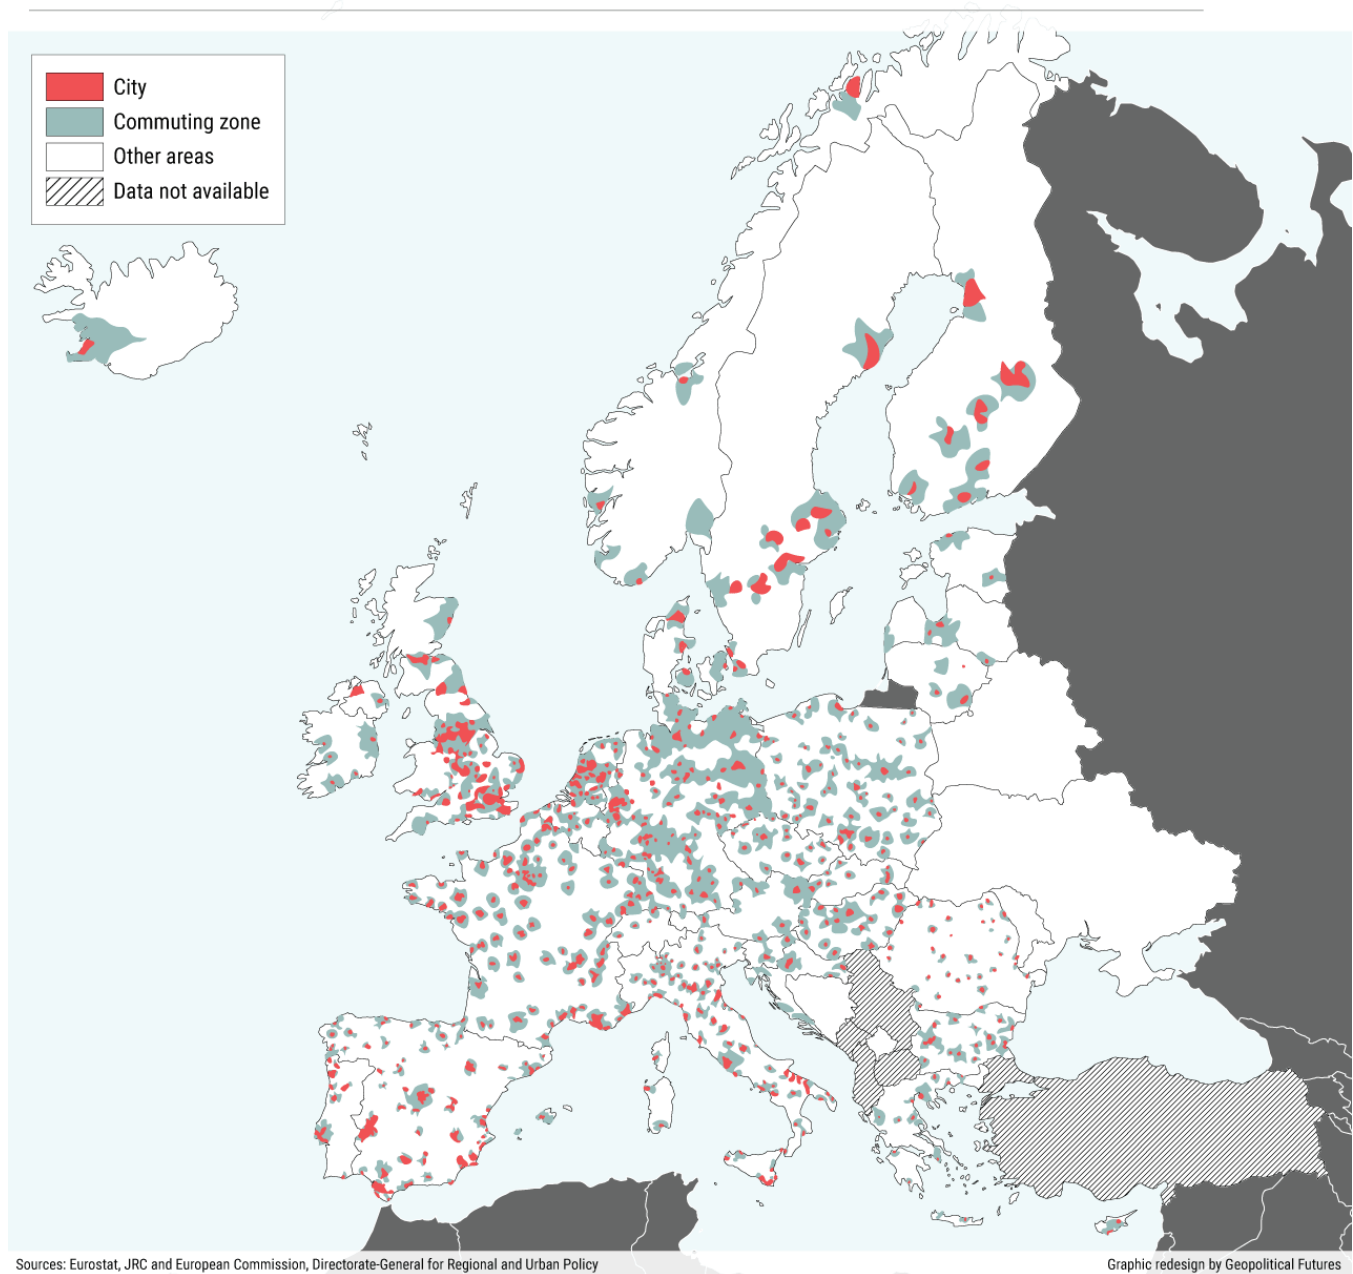 City
Commuting zone
Other areas
Data not available
Sources: Eurostat, JRC and European Commission, Directorate-General for Regional and Urban Policy
Graphic redesign by Geopolitical Futures